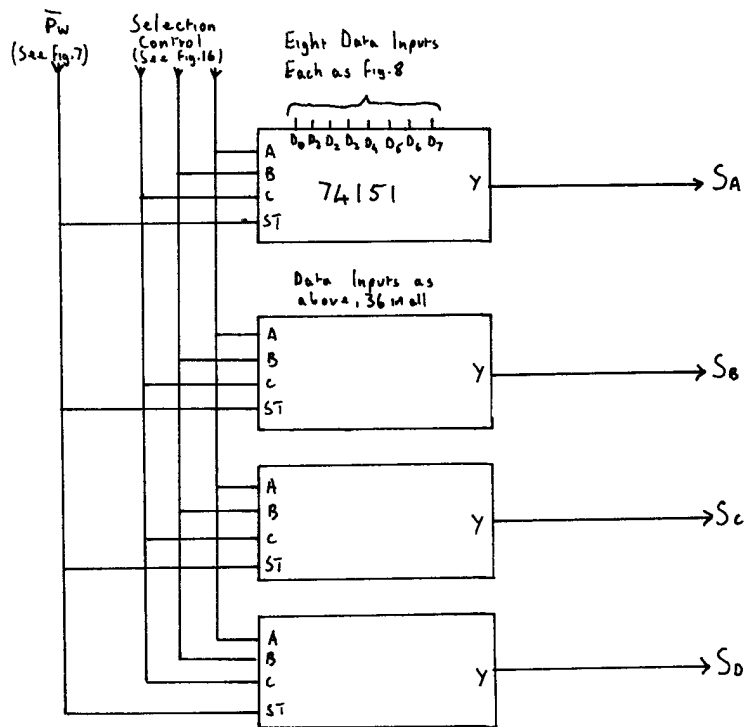 P̅w
(See fig.7)
Selection
Control
(See fig.16)
Eight Data Inputs
Each as fig.8
D0 D1 D2 D3 D4 D5 D6 D7
A
B
C
ST
74151
Y
SA
Data Inputs as
above, 36 in all
A
B
C
ST
Y
SB
A
B
C
ST
Y
SC
A
B
C
ST
Y
SD